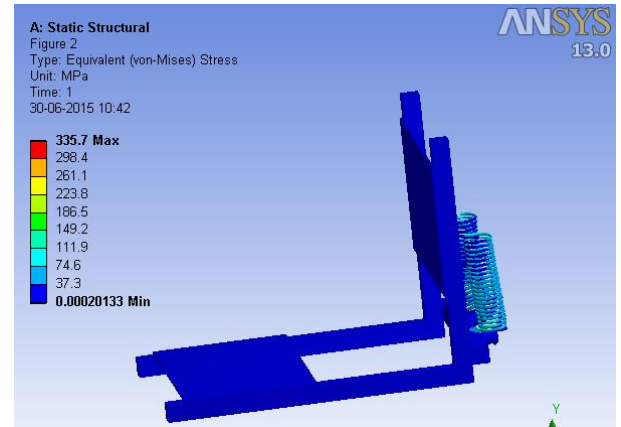 A: Static Structural
Figure 2
Type: Equivalent (von-Mises) Stress
Unit: MPa
Time: 1
30-06-2015 10:42
ANSYS
13.0
335.7 Max
298.4
261.1
223.8
186.5
149.2
111.9
74.6
37.3
0.00020133 Min
Y